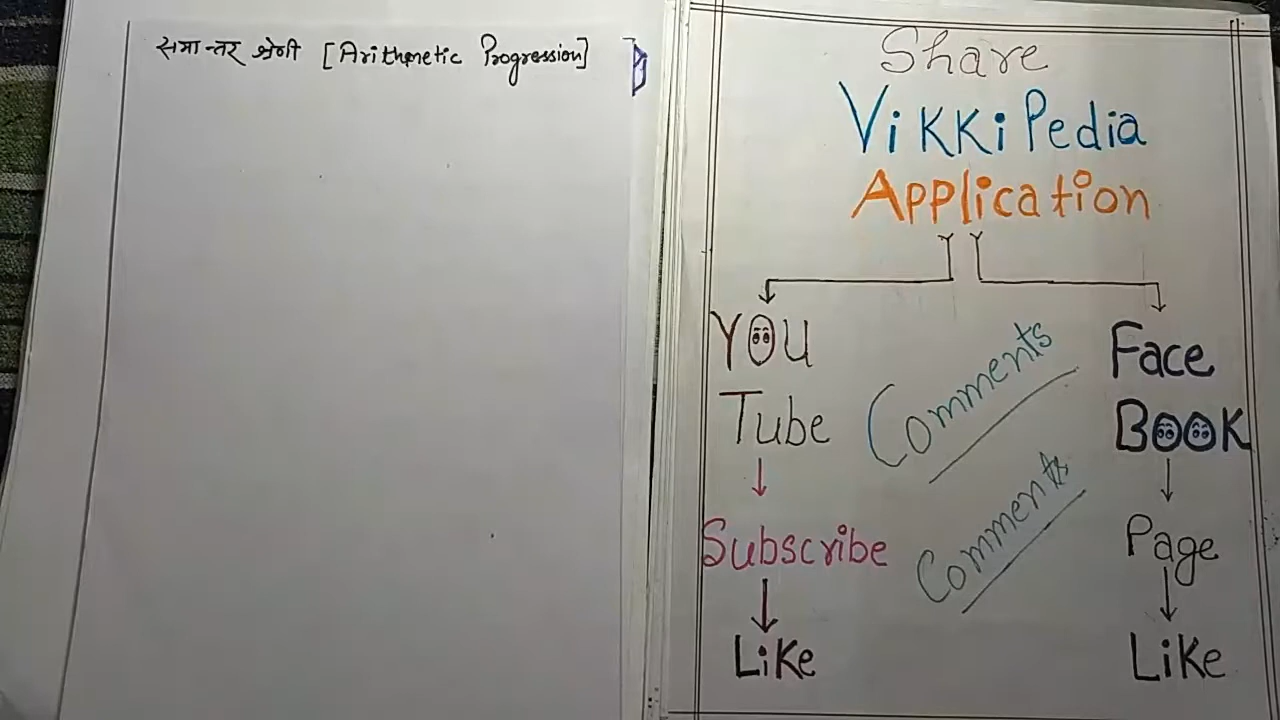 समान्तर श्रेणी [Arithmetic Progression]
Share
ViKKiPedia
Application
YOU
Tube
Subscribe
Like
Comments
Comments
Face
BOOK
Page
Like